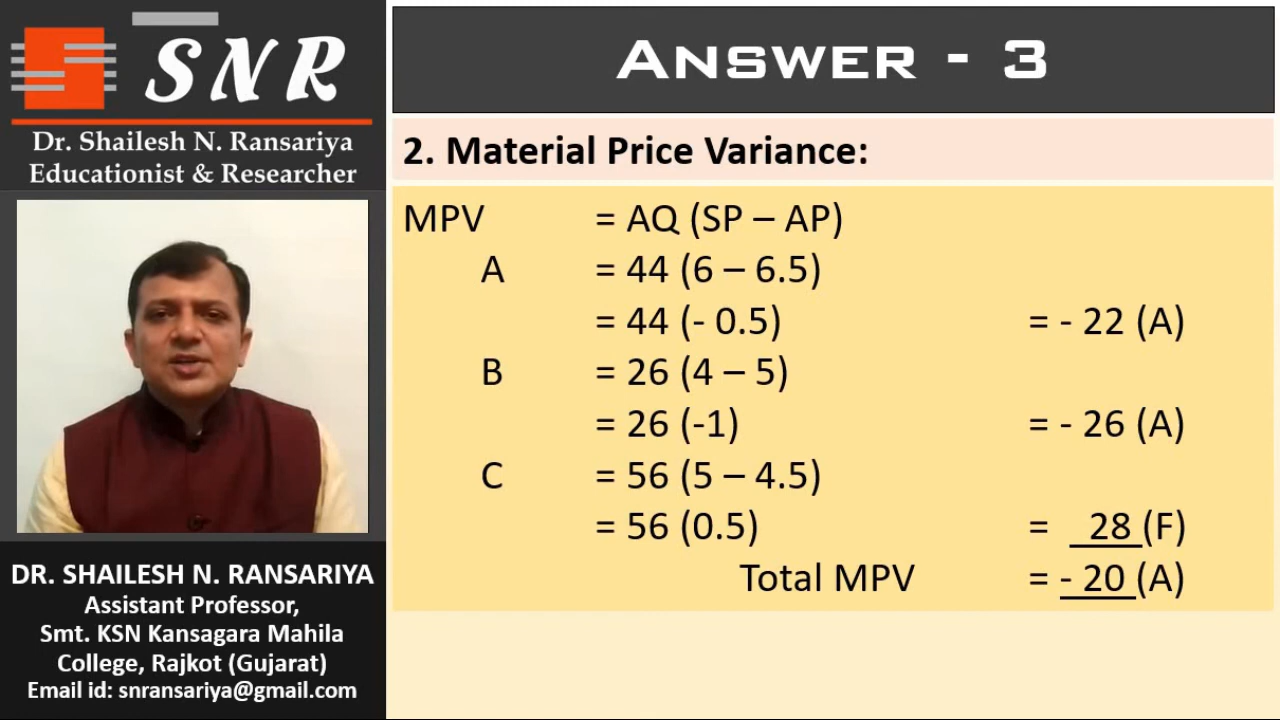 SNR
Dr. Shailesh N. Ransariya
Educationist & Researcher
DR. SHAILESH N. RANSARIYA
Assistant Professor,
Smt. KSN Kansagara Mahila
College, Rajkot (Gujarat)
Email id: snransariya@gmail.com
ANSWER - 3
2. Material Price Variance:
MPV = AQ (SP – AP)
A = 44 (6 – 6.5)
= 44 (- 0.5) = - 22 (A)
B = 26 (4 – 5)
= 26 (-1) = - 26 (A)
C = 56 (5 – 4.5)
= 56 (0.5) = 28 (F)
Total MPV = - 20 (A)